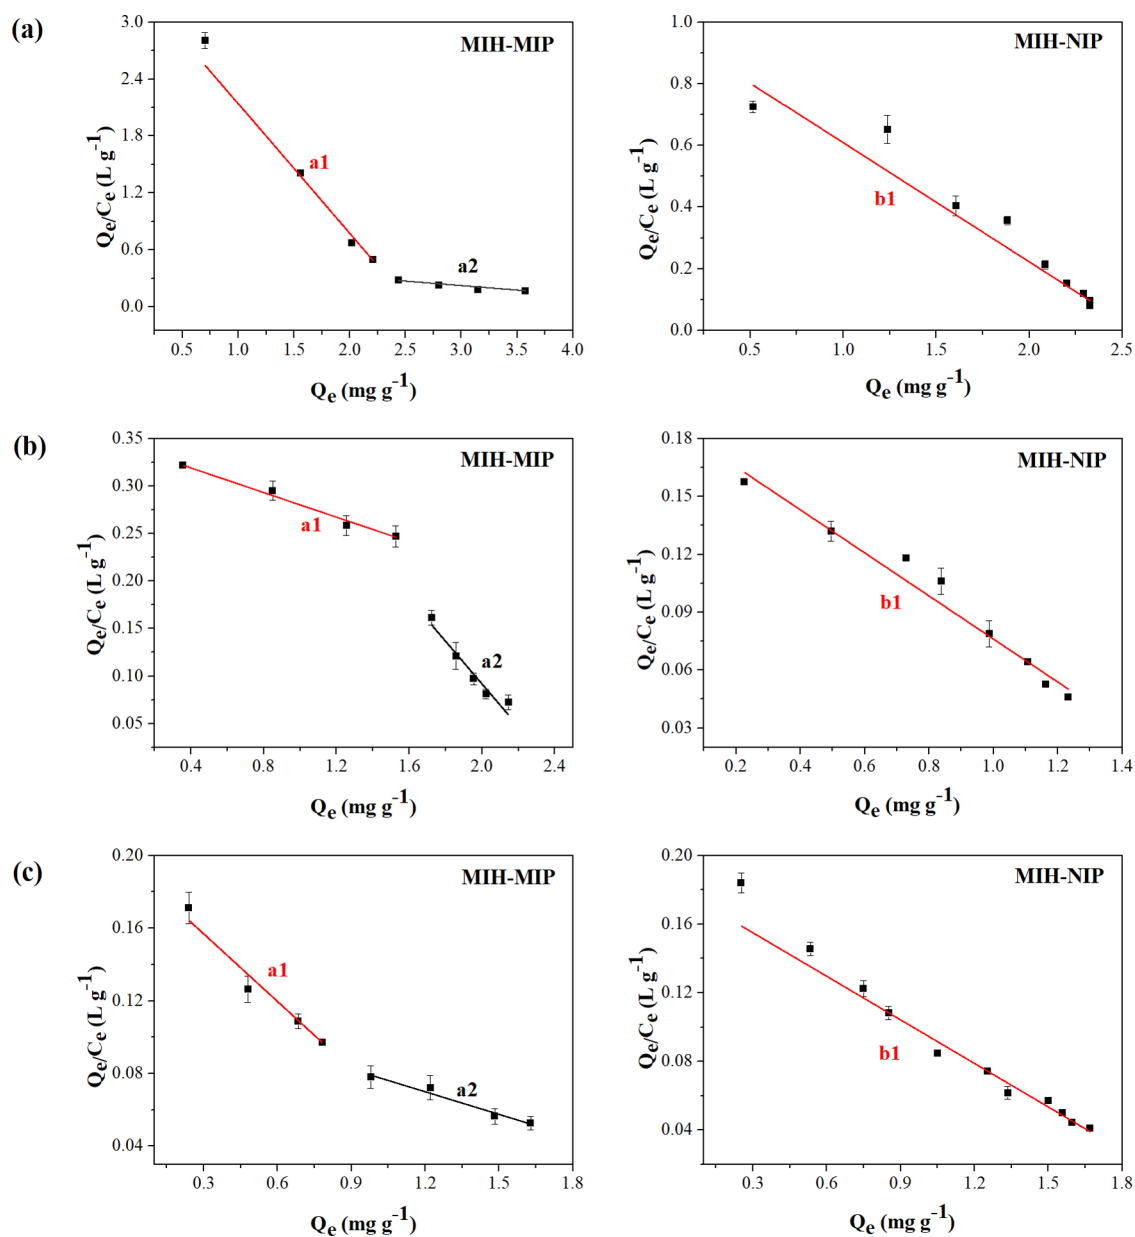 (a)
MIH-MIP
Qe/Ce (L g-1)
3.0
2.4
1.8
1.2
0.6
0.0
a1
a2
0.5 1.0 1.5 2.0 2.5 3.0 3.5 4.0
Qe (mg g-1)
MIH-NIP
Qe/Ce (L g-1)
1.0
0.8
0.6
0.4
0.2
0.0
b1
0.5 1.0 1.5 2.0 2.5
Qe (mg g-1)
(b)
MIH-MIP
Qe/Ce (L g-1)
0.35
0.30
0.25
0.20
0.15
0.10
0.05
a1
a2
0.4 0.8 1.2 1.6 2.0 2.4
Qe (mg g-1)
MIH-NIP
Qe/Ce (L g-1)
0.18
0.15
0.12
0.09
0.06
0.03
b1
0.2 0.4 0.6 0.8 1.0 1.2 1.4
Qe (mg g-1)
(c)
MIH-MIP
Qe/Ce (L g-1)
0.20
0.16
0.12
0.08
0.04
a1
a2
0.3 0.6 0.9 1.2 1.5 1.8
Qe (mg g-1)
MIH-NIP
Qe/Ce (L g-1)
0.20
0.16
0.12
0.08
0.04
b1
0.3 0.6 0.9 1.2 1.5 1.8
Qe (mg g-1)